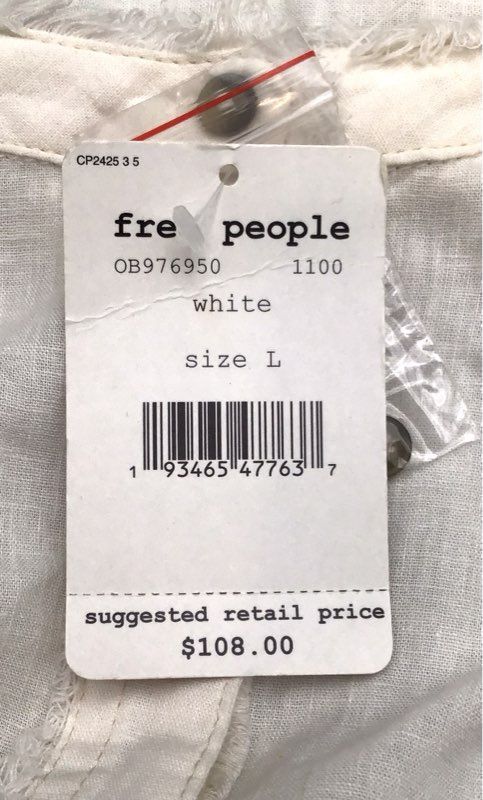 CP2425 3 5
fre people
OB976950 1100
white
size L
1 93465 47763 7
suggested retail price
$108.00